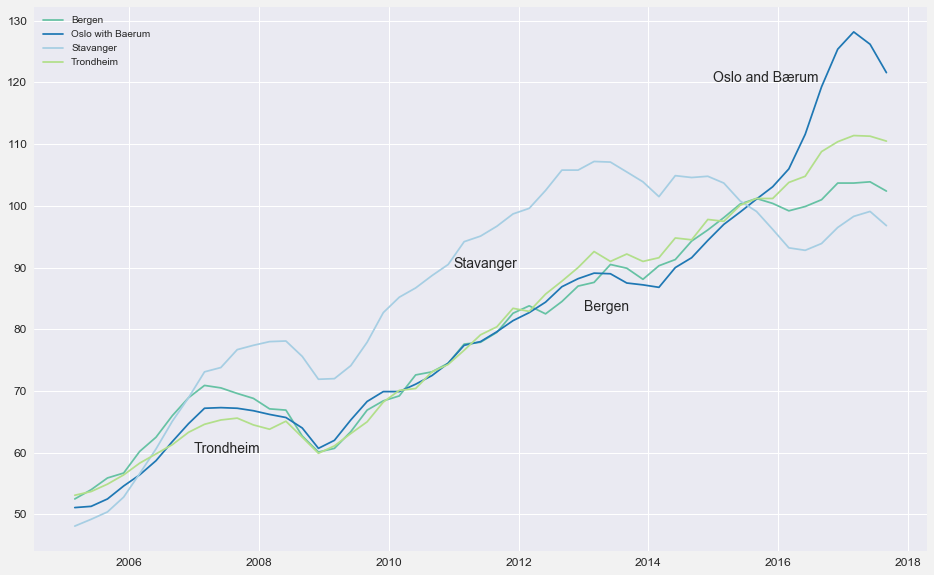 130
120
110
100
90
80
70
60
50
Bergen
Oslo with Baerum
Stavanger
Trondheim
Oslo and Bærum
Stavanger
Bergen
Trondheim
2006 2008 2010 2012 2014 2016 2018